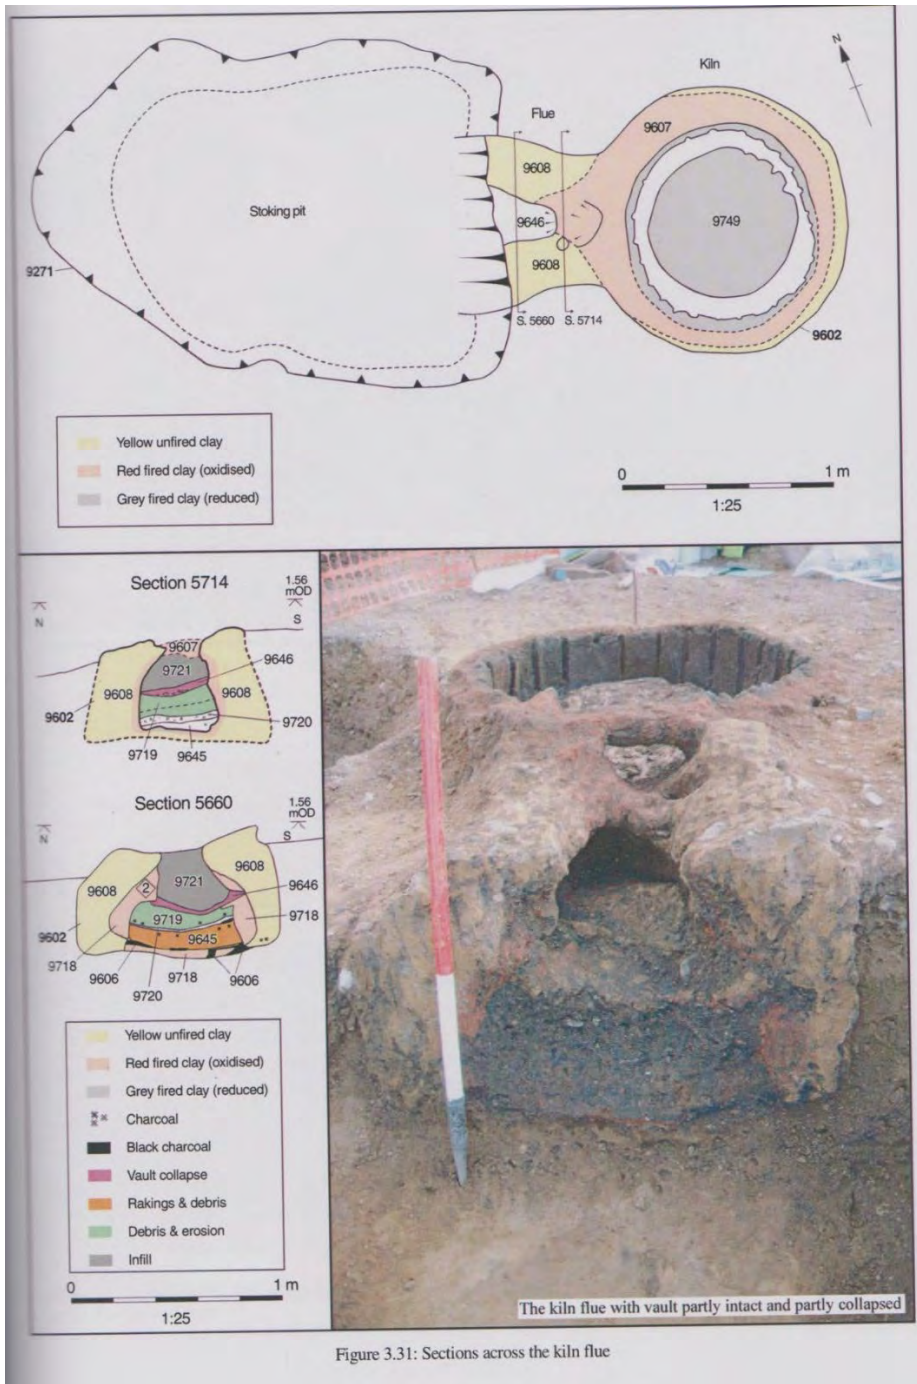 N
Kiln
Flue
9607
9608
Stoking pit
9646
9749
9608
9271
S. 5660
S. 5714
9602
Yellow unfired clay
Red fired clay (oxidised)
Grey fired clay (reduced)
0
1 m
1:25
Section 5714
1.56
mOD
N
S
9607
9646
9721
9608
9608
9602
9720
9719
9645
Section 5660
1.56
mOD
N
S
9608
9721
9608
9646
2
9719
9718
9602
9645
9718
9718
9606
9606
9720
Yellow unfired clay
Red fired clay (oxidised)
Grey fired clay (reduced)
Charcoal
Black charcoal
Vault collapse
Rakings & debris
Debris & erosion
Infill
0
1 m
1:25
The kiln flue with vault partly intact and partly collapsed
Figure 3.31: Sections across the kiln flue